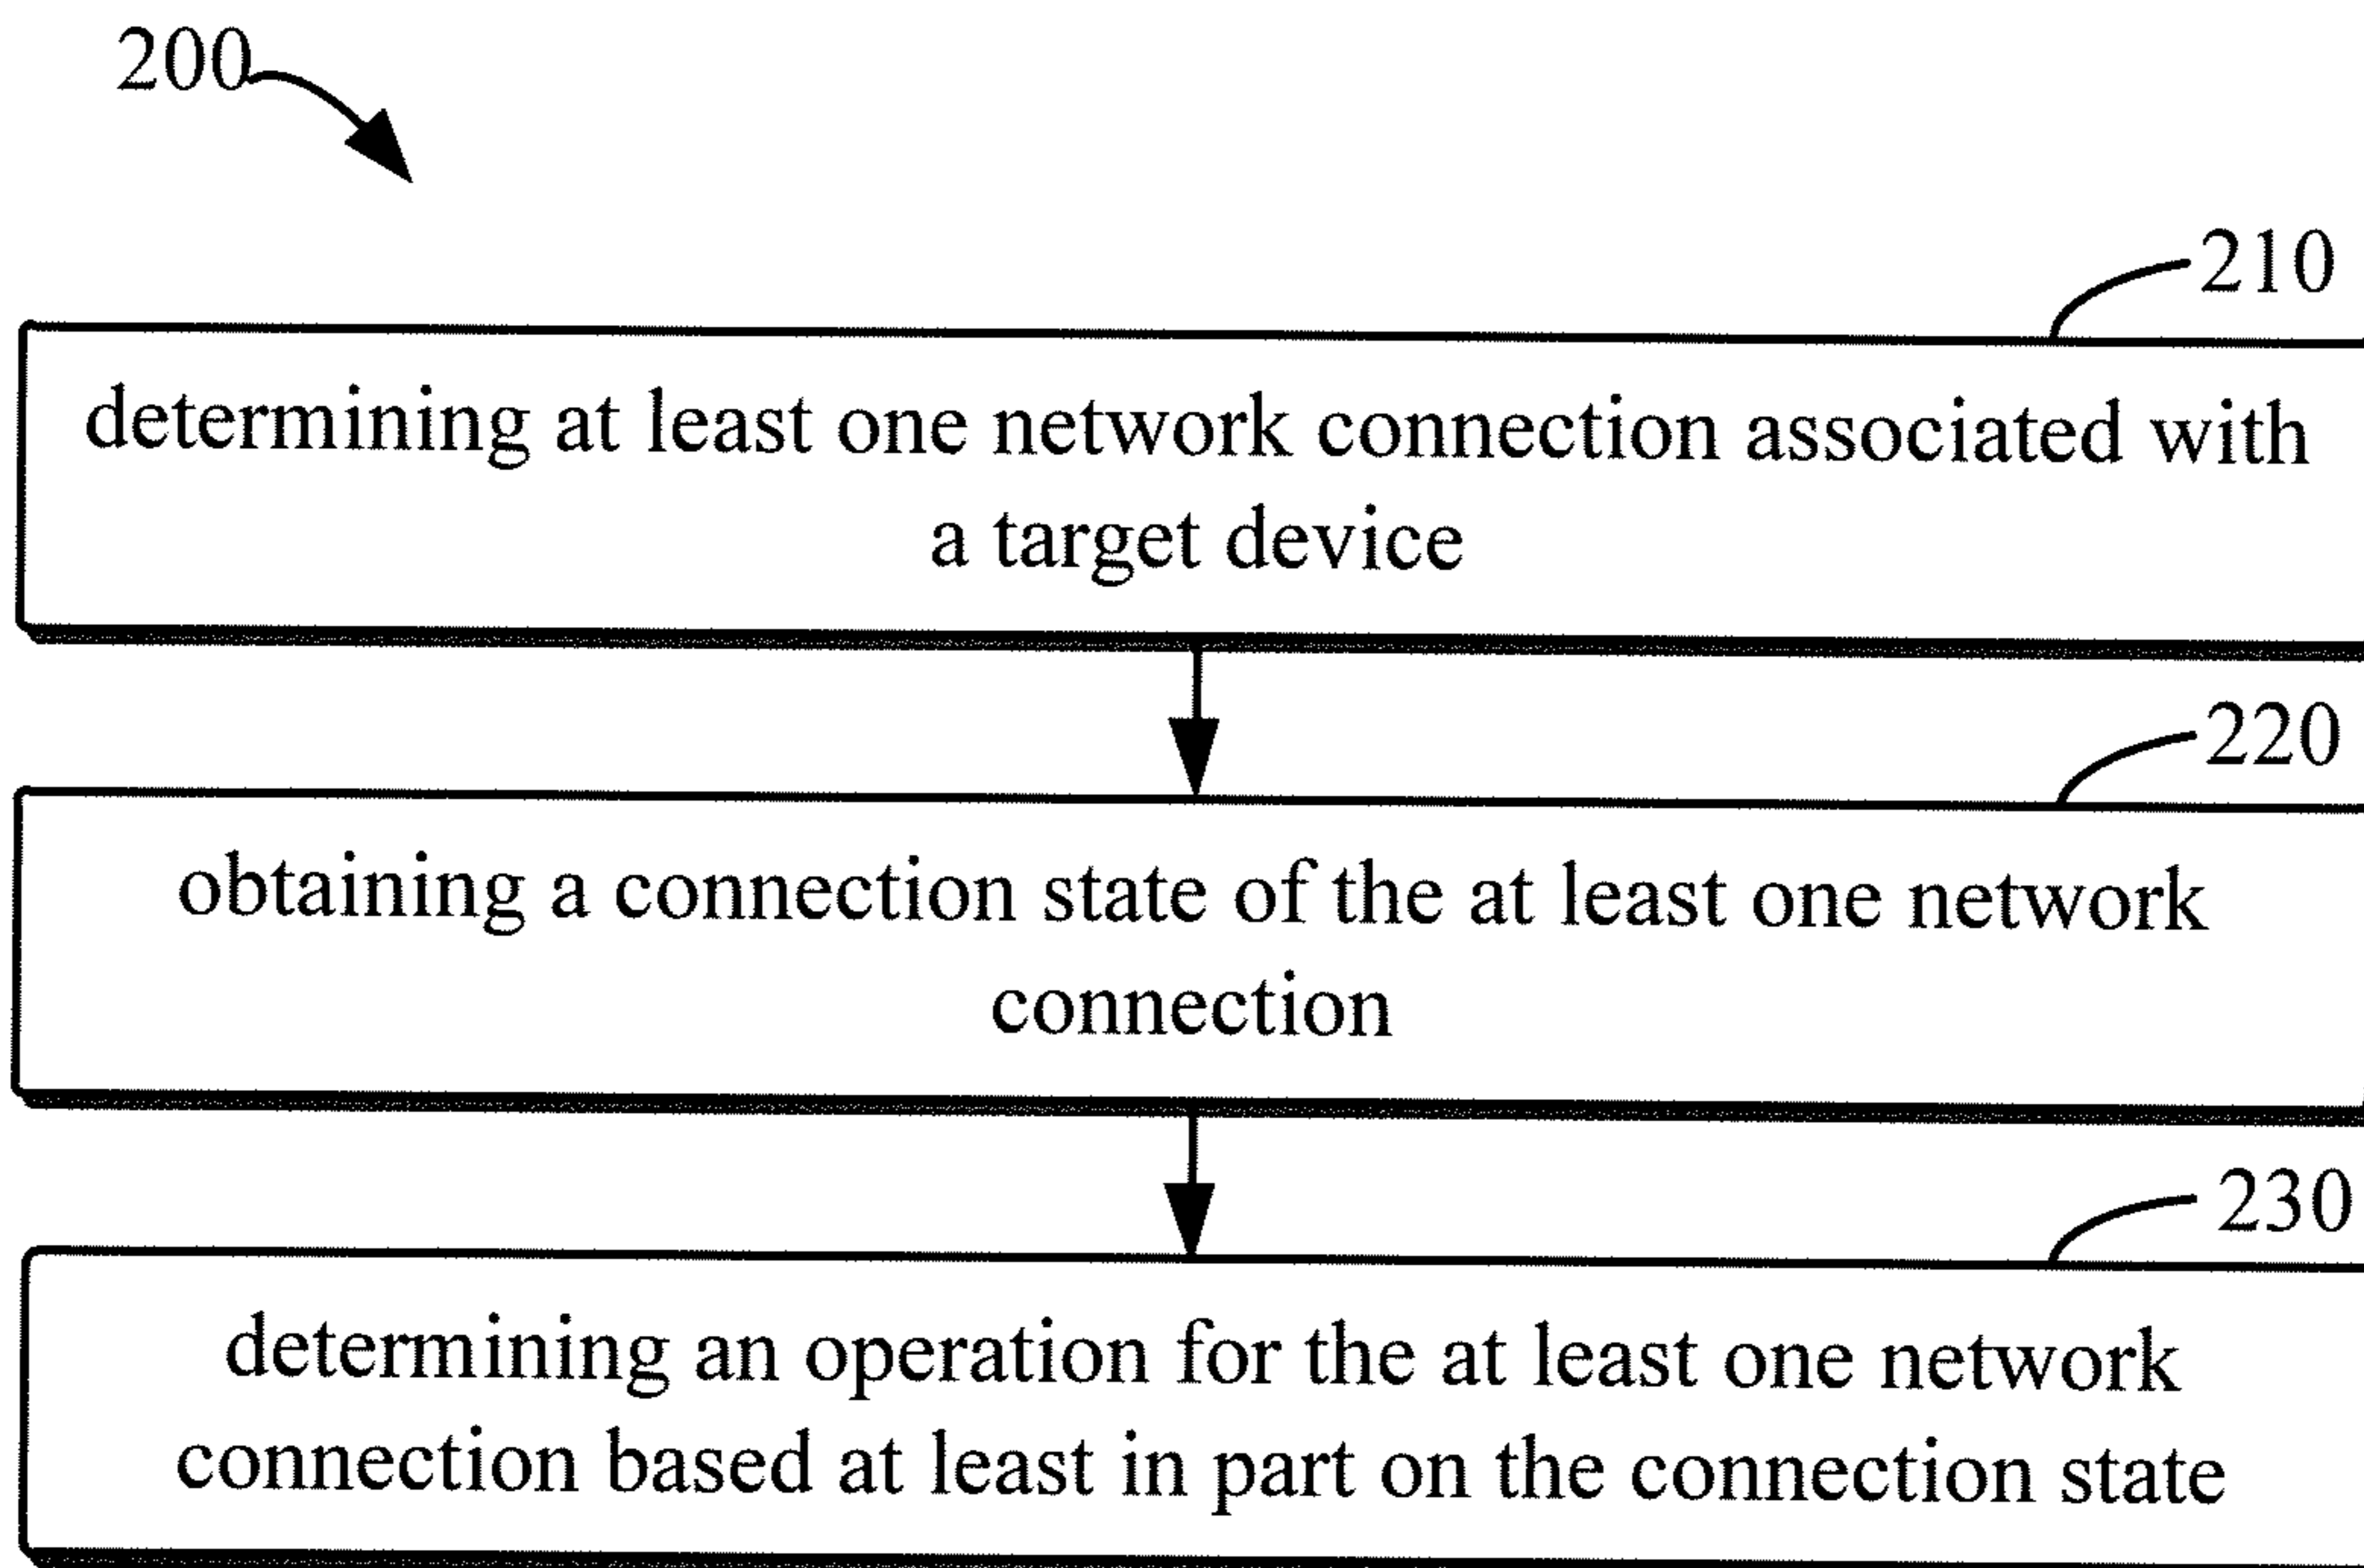 200
210
determining at least one network connection associated with
a target device
220
obtaining a connection state of the at least one network
connection
230
determining an operation for the at least one network
connection based at least in part on the connection state